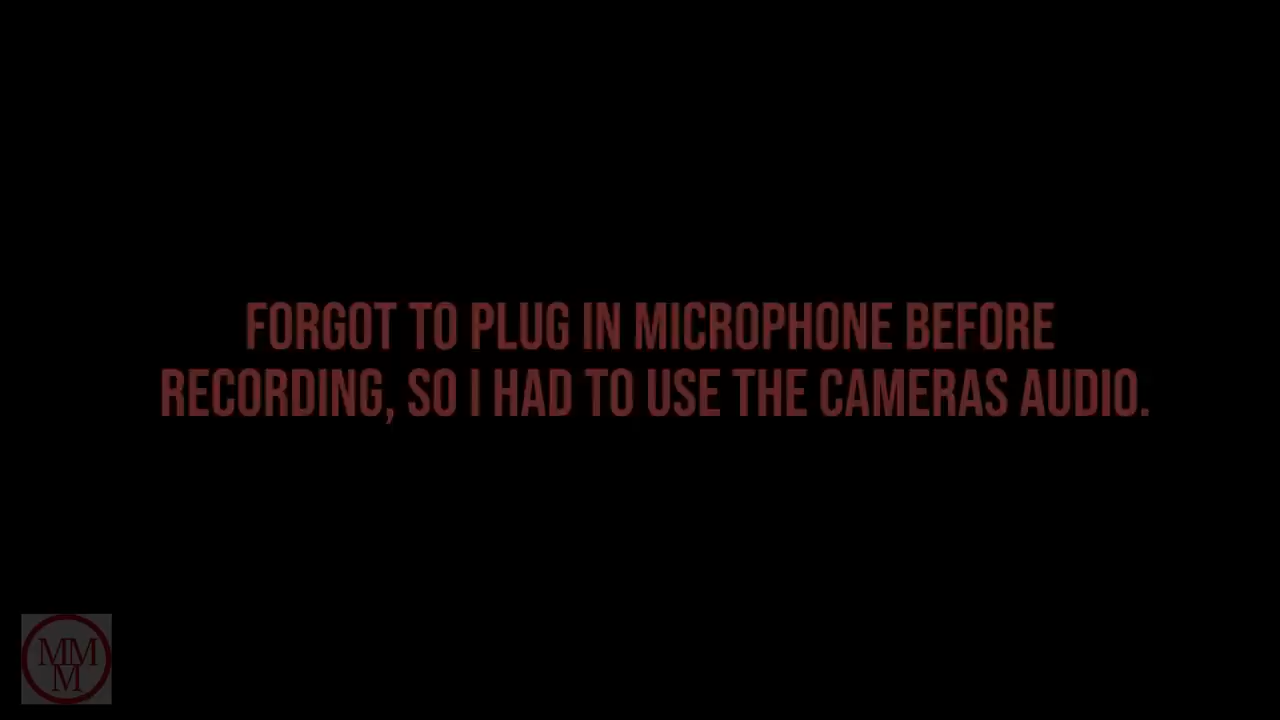 FORGOT TO PLUG IN MICROPHONE BEFORE
RECORDING, SO I HAD TO USE THE CAMERAS AUDIO.
MM
M